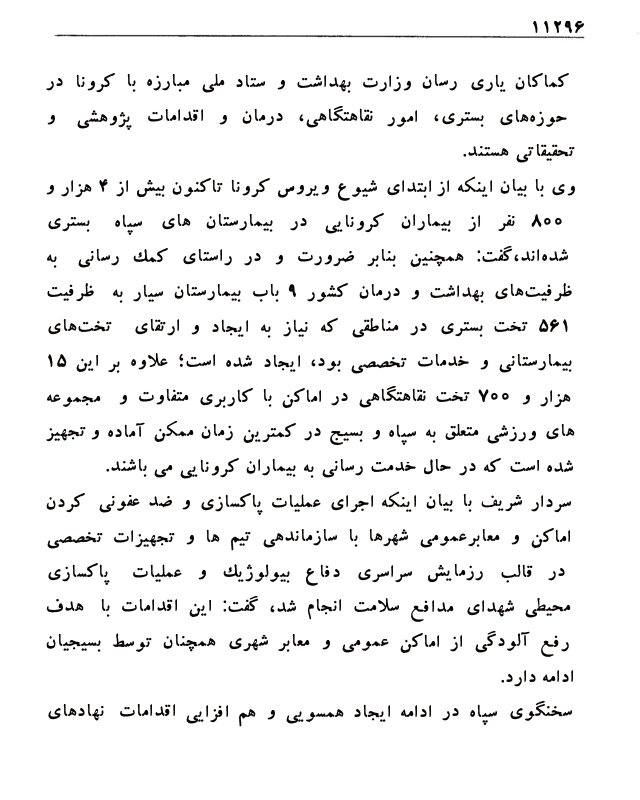 ۱۱۲۹۶
کماکان یاری رسان وزارت بهداشت و ستاد ملی مبارزه با کرونا در
حوزه‌های بستری، امور نقاهتگاهی، درمان و اقدامات پژوهشی و
تحقیقاتی هستند.
وی با بیان اینکه از ابتدای شیوع ویروس کرونا تاکنون بیش از ۴ هزار و
۸۰۰ نفر از بیماران کرونایی در بیمارستان های سپاه بستری
شده‌اند،گفت: همچنین بنابر ضرورت و در راستای کمك رسانی به
ظرفیت‌های بهداشت و درمان کشور ۹ باب بیمارستان سیار به ظرفیت
۵۶۱ تخت بستری در مناطقی که نیاز به ایجاد و ارتقای تخت‌های
بیمارستانی و خدمات تخصصی بود، ایجاد شده است؛ علاوه بر این ۱۵
هزار و ۷۰۰ تخت نقاهتگاهی در اماکن با کاربری متفاوت و مجموعه
های ورزشی متعلق به سپاه و بسیج در کمترین زمان ممکن آماده و تجهیز
شده است که در حال خدمت رسانی به بیماران کرونایی می باشند.
سردار شریف با بیان اینکه اجرای عملیات پاکسازی و ضد عفونی کردن
اماکن و معابرعمومی شهرها با سازماندهی تیم ها و تجهیزات تخصصی
در قالب رزمایش سراسری دفاع بیولوژیك و عملیات پاکسازی
محیطی شهدای مدافع سلامت انجام شد، گفت: این اقدامات با هدف
رفع آلودگی از اماکن عمومی و معابر شهری همچنان توسط بسیجیان
ادامه دارد.
سخنگوی سپاه در ادامه ایجاد همسویی و هم افزایی اقدامات نهادهای